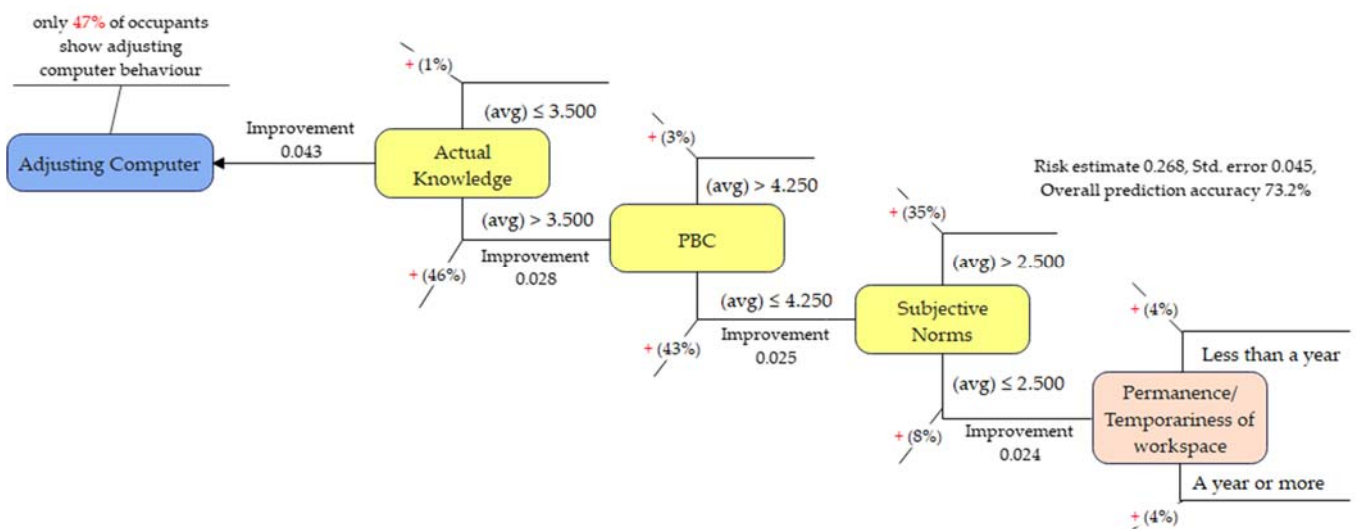 only 47% of occupants
show adjusting
computer behaviour
Adjusting Computer
Improvement
0.043
+ (1%)
(avg) ≤ 3.500
Actual
Knowledge
(avg) > 3.500
+ (46%)
Improvement
0.028
+ (3%)
(avg) > 4.250
PBC
(avg) ≤ 4.250
+ (43%)
Improvement
0.025
+ (35%)
(avg) > 2.500
Subjective
Norms
(avg) ≤ 2.500
+ (8%)
Improvement
0.024
Risk estimate 0.268, Std. error 0.045,
Overall prediction accuracy 73.2%
+ (4%)
Less than a year
Permanence/
Temporariness of
workspace
A year or more
+ (4%)